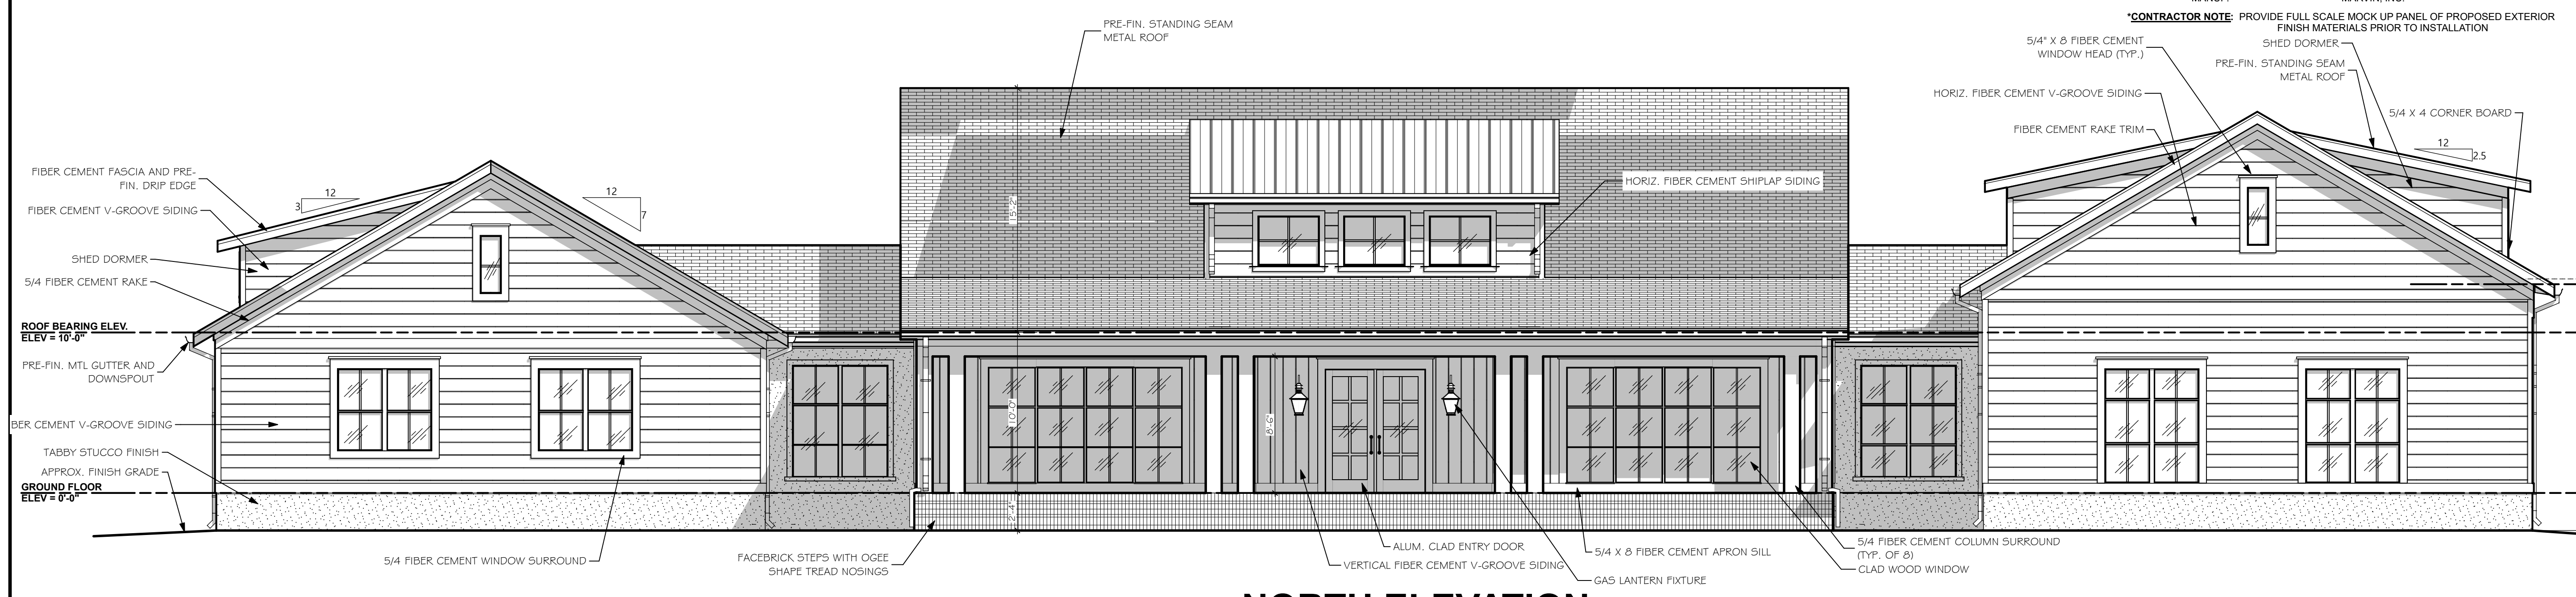 MARVIN, INC.
*CONTRACTOR NOTE: PROVIDE FULL SCALE MOCK UP PANEL OF PROPOSED EXTERIOR
FINISH MATERIALS PRIOR TO INSTALLATION
PRE-FIN. STANDING SEAM
METAL ROOF
5/4" X 8 FIBER CEMENT
WINDOW HEAD (TYP.)
SHED DORMER
PRE-FIN. STANDING SEAM
METAL ROOF
HORIZ. FIBER CEMENT V-GROOVE SIDING
5/4 X 4 CORNER BOARD
FIBER CEMENT RAKE TRIM
12
2.5
FIBER CEMENT FASCIA AND PRE-
FIN. DRIP EDGE
12
3
12
7
FIBER CEMENT V-GROOVE SIDING
HORIZ. FIBER CEMENT SHIPLAP SIDING
15'-2"
SHED DORMER
5/4 FIBER CEMENT RAKE
ROOF BEARING ELEV.
ELEV = 10'-0"
PRE-FIN. MTL GUTTER AND
DOWNSPOUT
10'-0"
8'-6"
BER CEMENT V-GROOVE SIDING
TABBY STUCCO FINISH
APPROX. FINISH GRADE
GROUND FLOOR
ELEV = 0'-0"
2'-4"
5/4 FIBER CEMENT WINDOW SURROUND
FACEBRICK STEPS WITH OGEE
SHAPE TREAD NOSINGS
ALUM. CLAD ENTRY DOOR
VERTICAL FIBER CEMENT V-GROOVE SIDING
5/4 X 8 FIBER CEMENT APRON SILL
GAS LANTERN FIXTURE
5/4 FIBER CEMENT COLUMN SURROUND
(TYP. OF 8)
CLAD WOOD WINDOW
NORTH ELEVATION